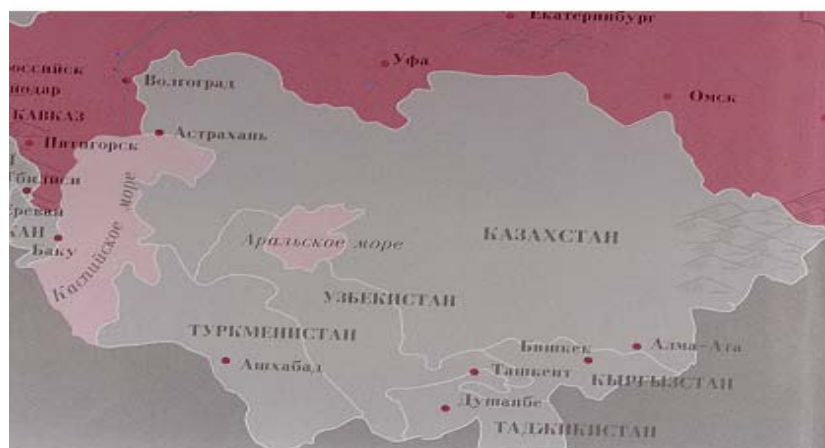 Екатеринбург
Уфа
Волгоград
Омск
КАВКАЗ
Астрахань
Пятигорск
Баку
Каспийское море
Аральское море
КАЗАХСТАН
УЗБЕКИСТАН
ТУРКМЕНИСТАН
Ашхабад
Бишкек
Алма-Ата
Ташкент
КЫРГЫЗСТАН
Душанбе
ТАДЖИКИСТАН